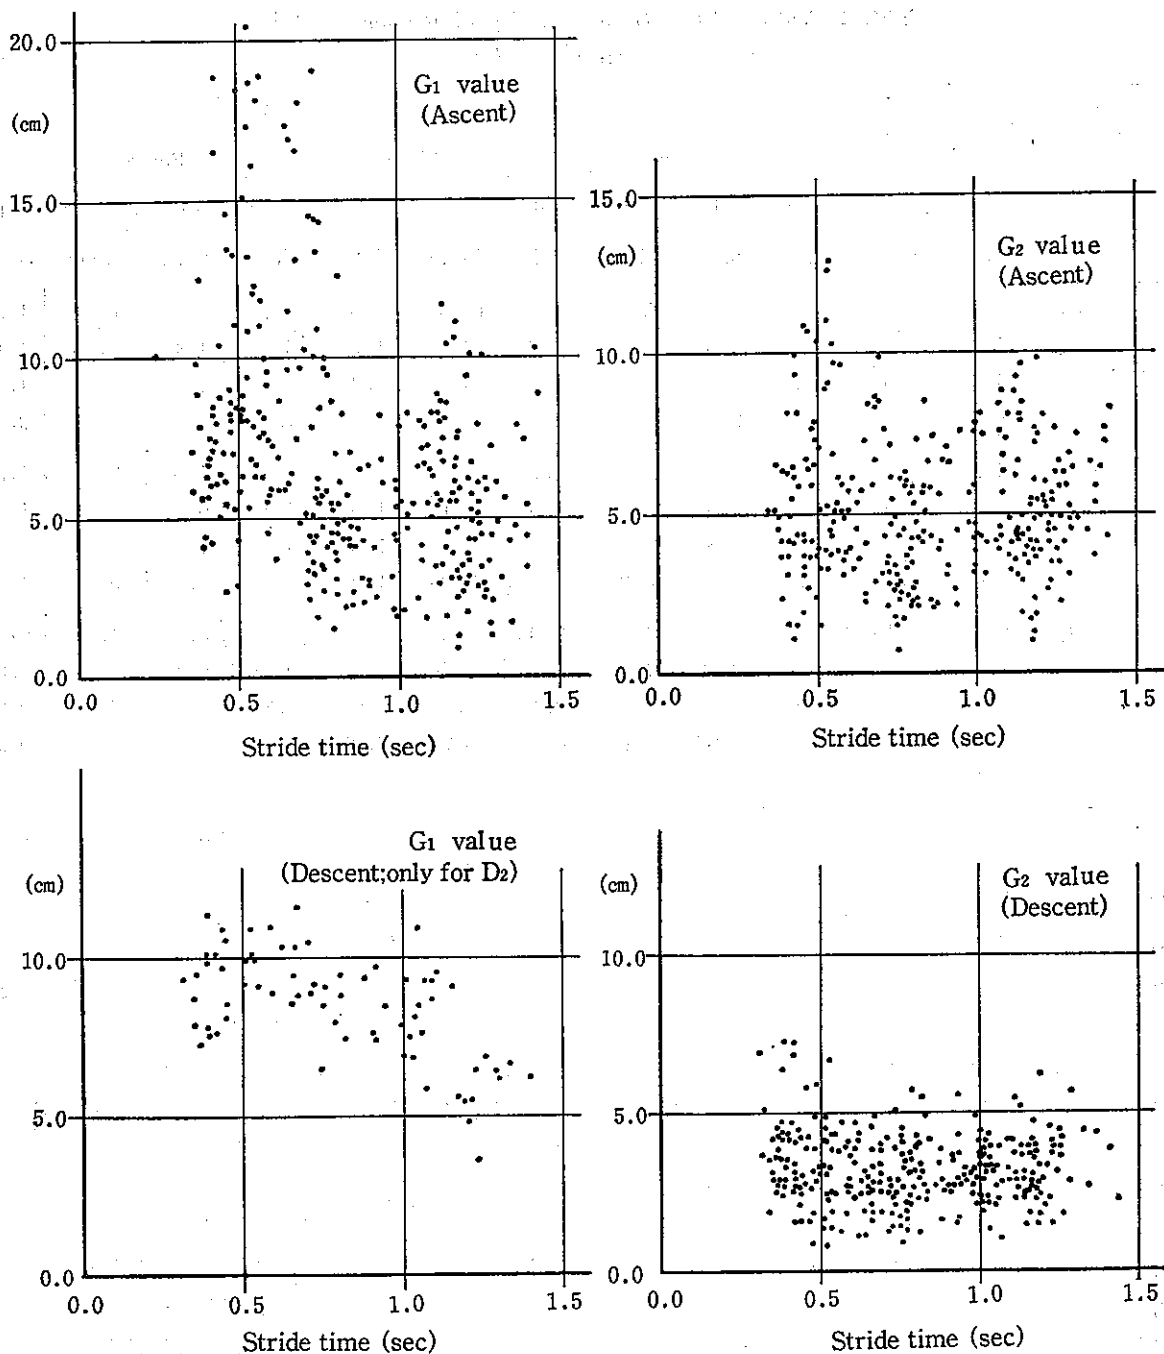 20.0
G1 value
(Ascent)
(cm)
15.0
10.0
5.0
0.0
0.0 0.5 1.0 1.5
Stride time (sec)
15.0
G2 value
(Ascent)
(cm)
10.0
5.0
0.0
0.0 0.5 1.0 1.5
Stride time (sec)
G1 value
(Descent;only for D2)
(cm)
10.0
5.0
0.0
0.0 0.5 1.0 1.5
Stride time (sec)
G2 value
(Descent)
(cm)
10.0
5.0
0.0
0.0 0.5 1.0 1.5
Stride time (sec)